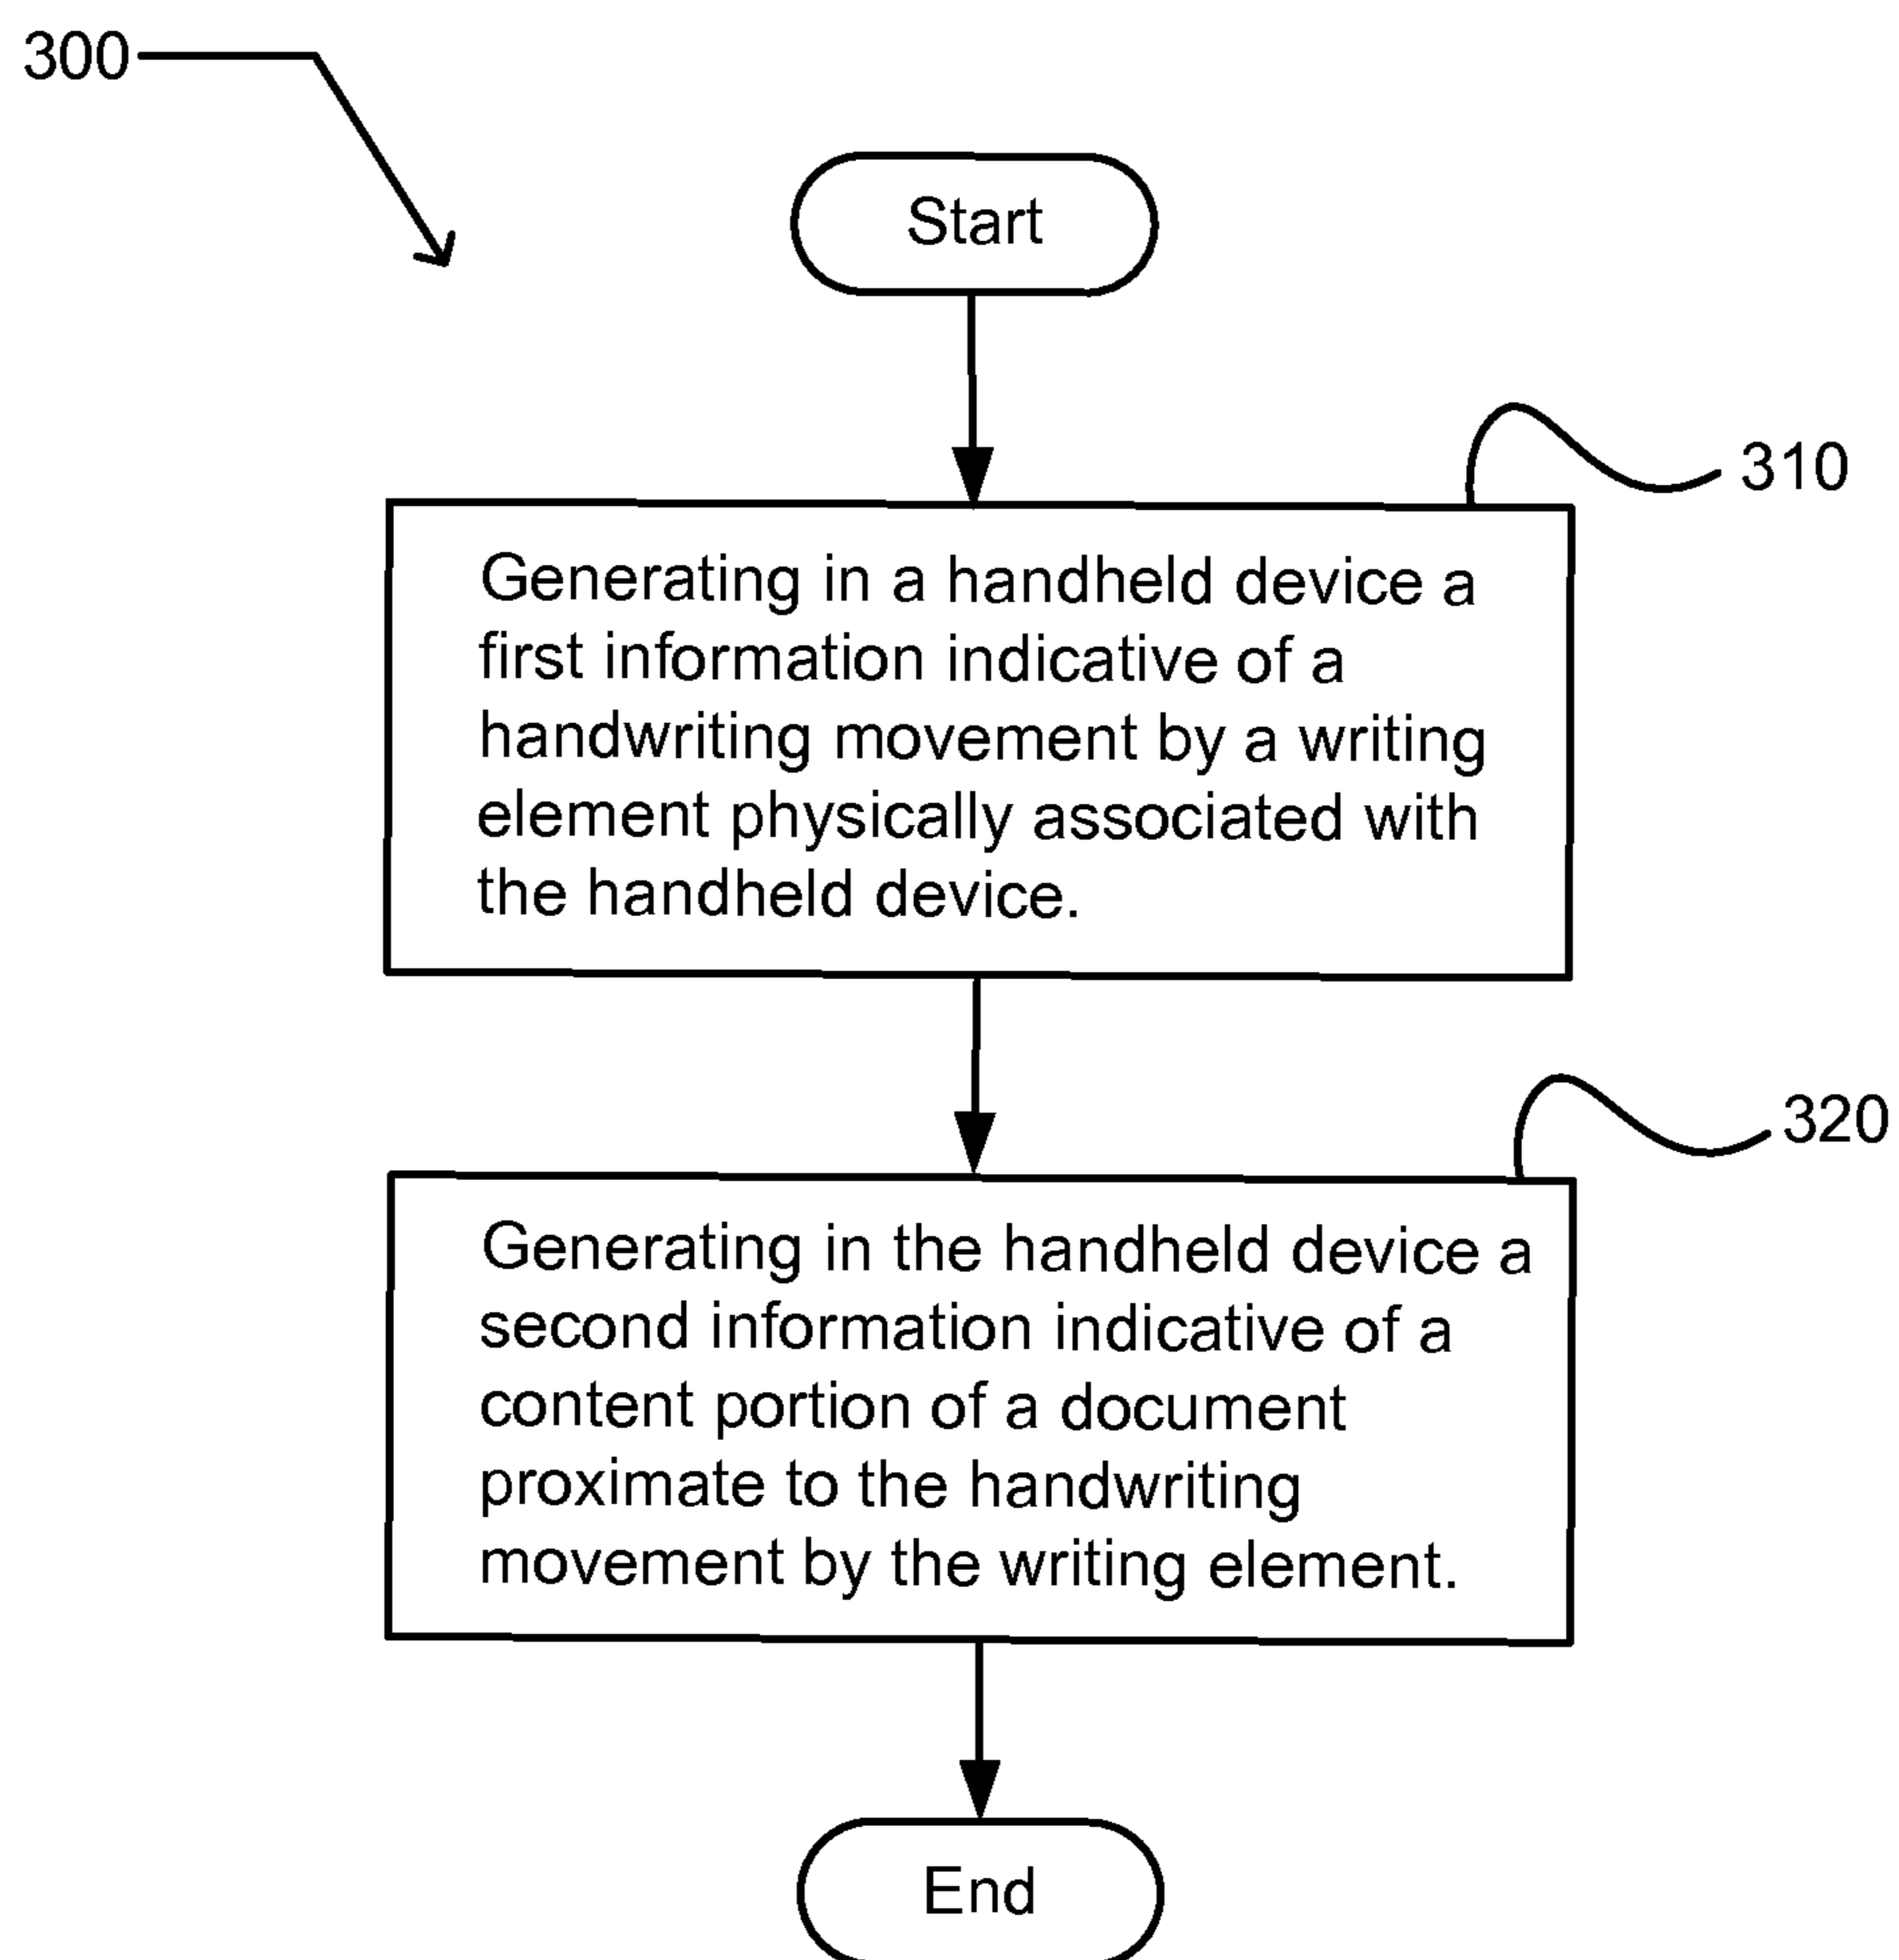 300
Start
310
Generating in a handheld device a
first information indicative of a
handwriting movement by a writing
element physically associated with
the handheld device.
320
Generating in the handheld device a
second information indicative of a
content portion of a document
proximate to the handwriting
movement by the writing element.
End